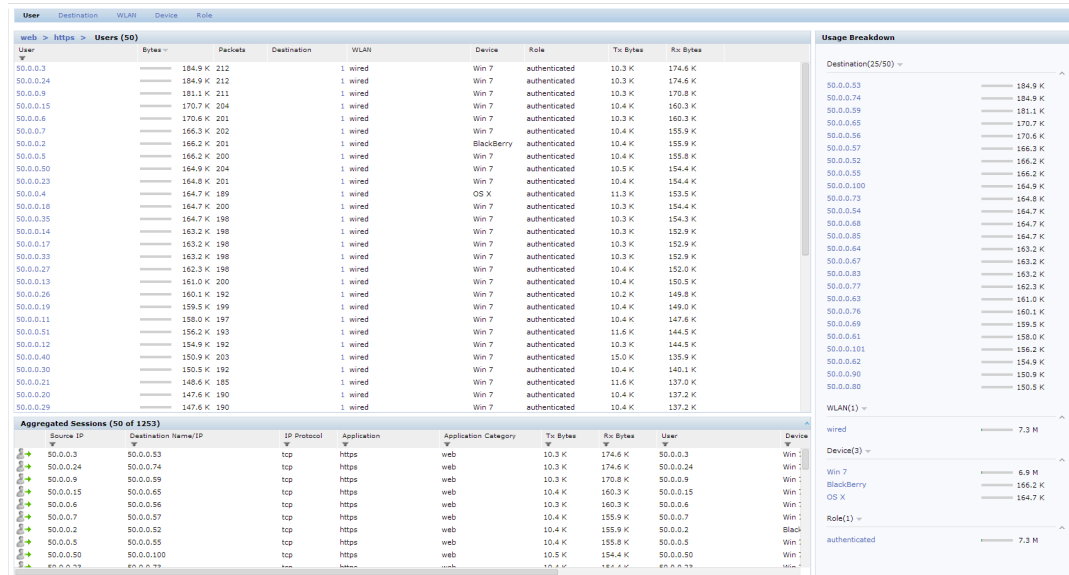 User Destination WLAN Device Role
web > https > Users (50)
User Bytes Packets Destination WLAN Device Role Tx Bytes Rx Bytes
50.0.0.3 184.9 K 212 1 wired Win 7 authenticated 10.3 K 174.6 K
50.0.0.24 184.9 K 212 1 wired Win 7 authenticated 10.3 K 174.6 K
50.0.0.9 181.1 K 211 1 wired Win 7 authenticated 10.3 K 170.8 K
50.0.0.15 170.7 K 204 1 wired Win 7 authenticated 10.4 K 160.3 K
50.0.0.6 170.6 K 201 1 wired Win 7 authenticated 10.3 K 160.3 K
50.0.0.7 166.3 K 202 1 wired Win 7 authenticated 10.4 K 155.9 K
50.0.0.2 166.2 K 201 1 wired BlackBerry authenticated 10.4 K 155.9 K
50.0.0.5 166.2 K 200 1 wired Win 7 authenticated 10.4 K 155.8 K
50.0.0.50 164.9 K 204 1 wired Win 7 authenticated 10.5 K 154.4 K
50.0.0.23 164.8 K 201 1 wired Win 7 authenticated 10.4 K 154.4 K
50.0.0.4 164.7 K 189 1 wired OS X authenticated 11.3 K 153.5 K
50.0.0.18 164.7 K 200 1 wired Win 7 authenticated 10.3 K 154.4 K
50.0.0.35 164.7 K 198 1 wired Win 7 authenticated 10.3 K 154.3 K
50.0.0.14 163.2 K 198 1 wired Win 7 authenticated 10.3 K 152.9 K
50.0.0.17 163.2 K 198 1 wired Win 7 authenticated 10.3 K 152.9 K
50.0.0.33 163.2 K 198 1 wired Win 7 authenticated 10.3 K 152.9 K
50.0.0.27 162.3 K 198 1 wired Win 7 authenticated 10.4 K 152.0 K
50.0.0.13 161.0 K 200 1 wired Win 7 authenticated 10.4 K 150.5 K
50.0.0.26 160.1 K 192 1 wired Win 7 authenticated 10.2 K 149.8 K
50.0.0.19 159.5 K 199 1 wired Win 7 authenticated 10.4 K 149.0 K
50.0.0.11 158.0 K 197 1 wired Win 7 authenticated 10.4 K 147.6 K
50.0.0.51 156.2 K 193 1 wired Win 7 authenticated 11.6 K 144.5 K
50.0.0.12 154.9 K 192 1 wired Win 7 authenticated 10.3 K 144.5 K
50.0.0.40 150.9 K 203 1 wired Win 7 authenticated 15.0 K 135.9 K
50.0.0.30 150.5 K 192 1 wired Win 7 authenticated 10.4 K 140.1 K
50.0.0.21 148.6 K 185 1 wired Win 7 authenticated 11.6 K 137.0 K
50.0.0.20 147.6 K 190 1 wired Win 7 authenticated 10.4 K 137.2 K
50.0.0.29 147.6 K 190 1 wired Win 7 authenticated 10.4 K 137.2 K
Aggregated Sessions (50 of 1253)
Source IP Destination Name/IP IP Protocol Application Application Category Tx Bytes Rx Bytes User Device
50.0.0.3 50.0.0.53 tcp https web 10.3 K 174.6 K 50.0.0.3 Win
50.0.0.24 50.0.0.74 tcp https web 10.3 K 174.6 K 50.0.0.24 Win
50.0.0.9 50.0.0.59 tcp https web 10.3 K 170.8 K 50.0.0.9 Win
50.0.0.15 50.0.0.65 tcp https web 10.4 K 160.3 K 50.0.0.15 Win
50.0.0.6 50.0.0.56 tcp https web 10.3 K 160.3 K 50.0.0.6 Win
50.0.0.7 50.0.0.57 tcp https web 10.4 K 155.9 K 50.0.0.7 Win
50.0.0.2 50.0.0.52 tcp https web 10.4 K 155.9 K 50.0.0.2 Black
50.0.0.5 50.0.0.55 tcp https web 10.4 K 155.8 K 50.0.0.5 Win
50.0.0.50 50.0.0.100 tcp https web 10.5 K 154.4 K 50.0.0.50 Win
50.0.0.23 50.0.0.73 tcp https web 10.4 K 154.4 K 50.0.0.23 Win
Usage Breakdown
Destination(25/50)
50.0.0.53 184.9 K
50.0.0.74 184.9 K
50.0.0.59 181.1 K
50.0.0.65 170.7 K
50.0.0.56 170.6 K
50.0.0.57 166.3 K
50.0.0.52 166.2 K
50.0.0.55 166.2 K
50.0.0.100 164.9 K
50.0.0.73 164.8 K
50.0.0.54 164.7 K
50.0.0.68 164.7 K
50.0.0.85 164.7 K
50.0.0.64 163.2 K
50.0.0.67 163.2 K
50.0.0.83 163.2 K
50.0.0.77 162.3 K
50.0.0.63 161.0 K
50.0.0.76 160.1 K
50.0.0.69 159.5 K
50.0.0.61 158.0 K
50.0.0.101 156.2 K
50.0.0.62 154.9 K
50.0.0.90 150.9 K
50.0.0.80 150.5 K
WLAN(1)
wired 7.3 M
Device(3)
Win 7 6.9 M
BlackBerry 166.2 K
OS X 164.7 K
Role(1)
authenticated 7.3 M